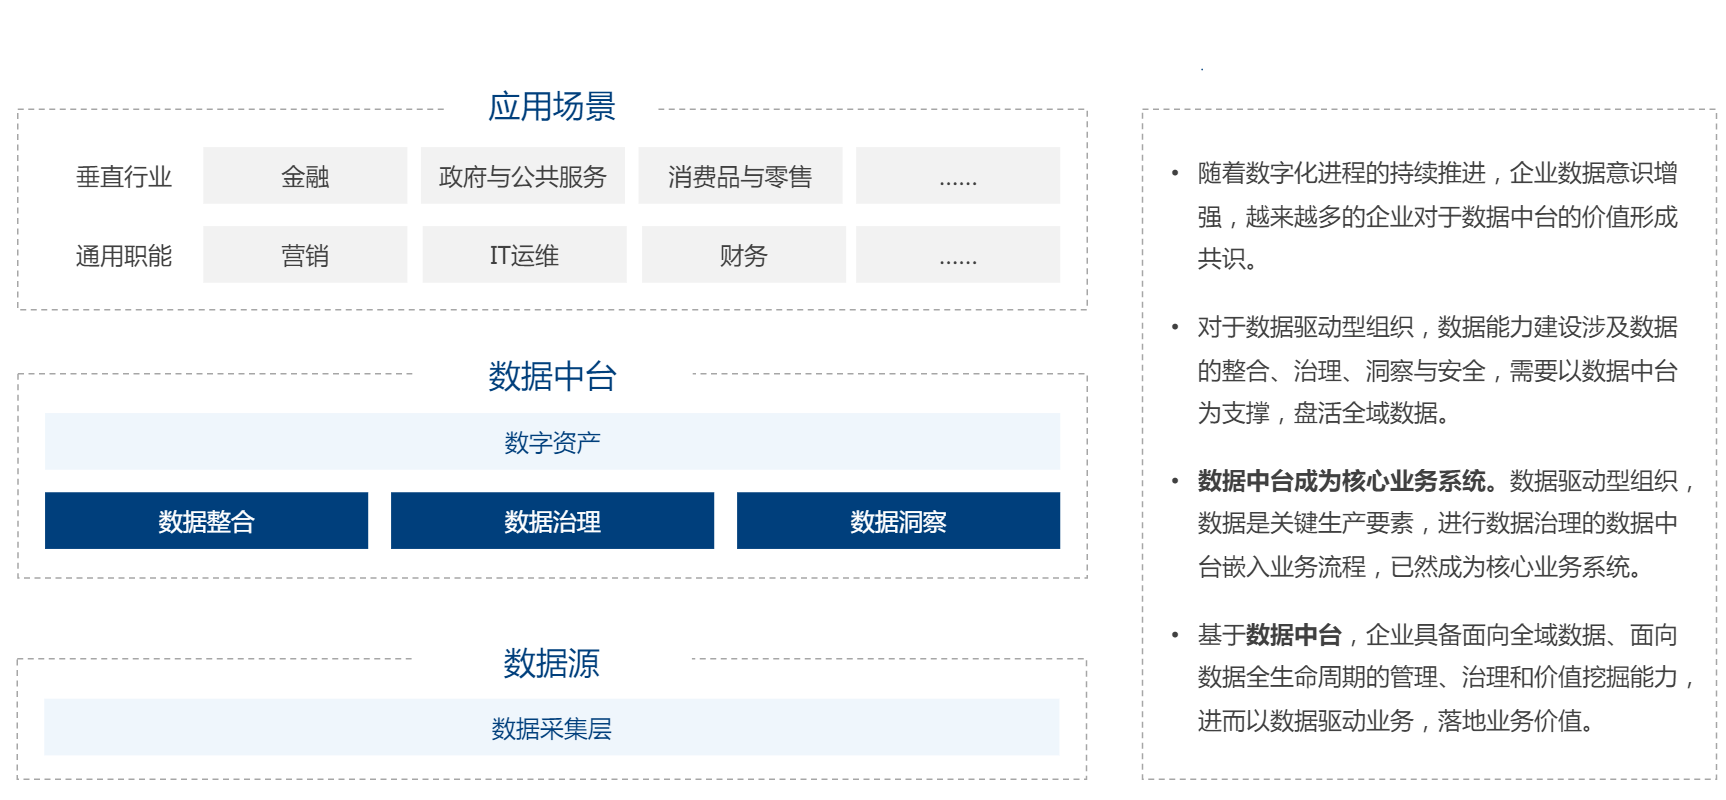 应用场景
垂直行业 金融 政府与公共服务 消费品与零售 ......
通用职能 营销 IT运维 财务 ......
数据中台
数字资产
数据整合 数据治理 数据洞察
数据源
数据采集层
• 随着数字化进程的持续推进，企业数据意识增
强，越来越多的企业对于数据中台的价值形成
共识。
• 对于数据驱动型组织，数据能力建设涉及数据
的整合、治理、洞察与安全，需要以数据中台
为支撑，盘活全域数据。
• 数据中台成为核心业务系统。数据驱动型组织，
数据是关键生产要素，进行数据治理的数据中
台嵌入业务流程，已然成为核心业务系统。
• 基于数据中台，企业具备面向全域数据、面向
数据全生命周期的管理、治理和价值挖掘能力，
进而以数据驱动业务，落地业务价值。